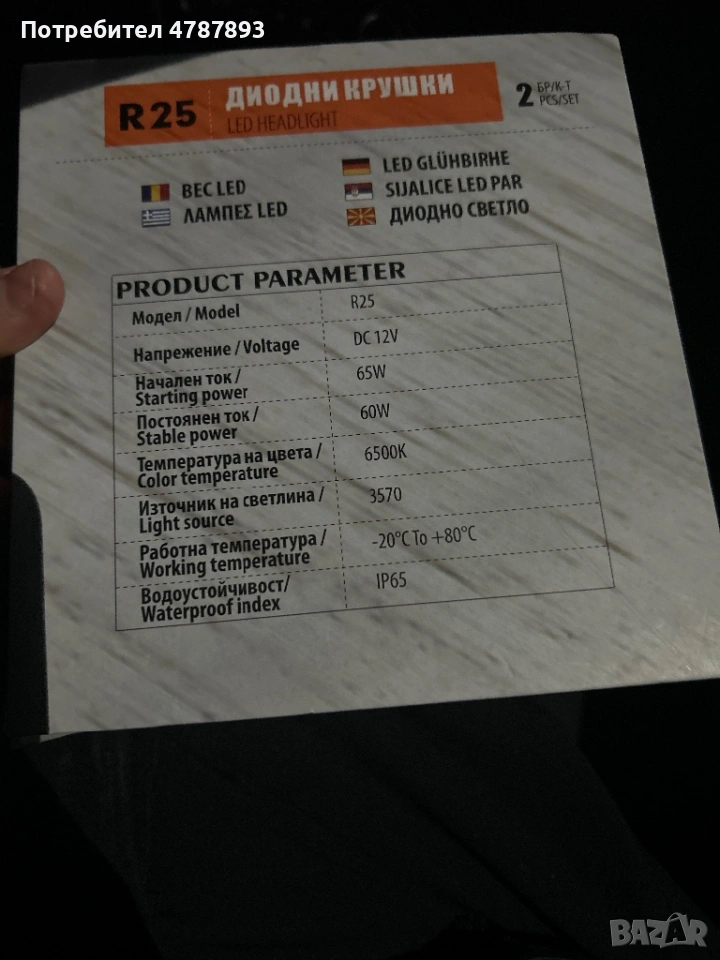 Потребител 4787893
R25
ДИОДНИ КРУШКИ
LED HEADLIGHT
2 БР/К-Т
PCS/SET
BEC LED
ΛΑΜΠΕΣ LED
LED GLÜHBIRHE
SIJALICE LED PAR
ДИОДНО СВЕТЛО
PRODUCT PARAMETER
Модел / Model R25
Напрежение / Voltage DC 12V
Начален ток /
Starting power 65W
Постоянен ток /
Stable power 60W
Температура на цвета /
Color temperature 6500K
Източник на светлина /
Light source 3570
Работна температура /
Working temperature -20°C To +80°C
Водоустойчивост/
Waterproof index IP65
BAZAR